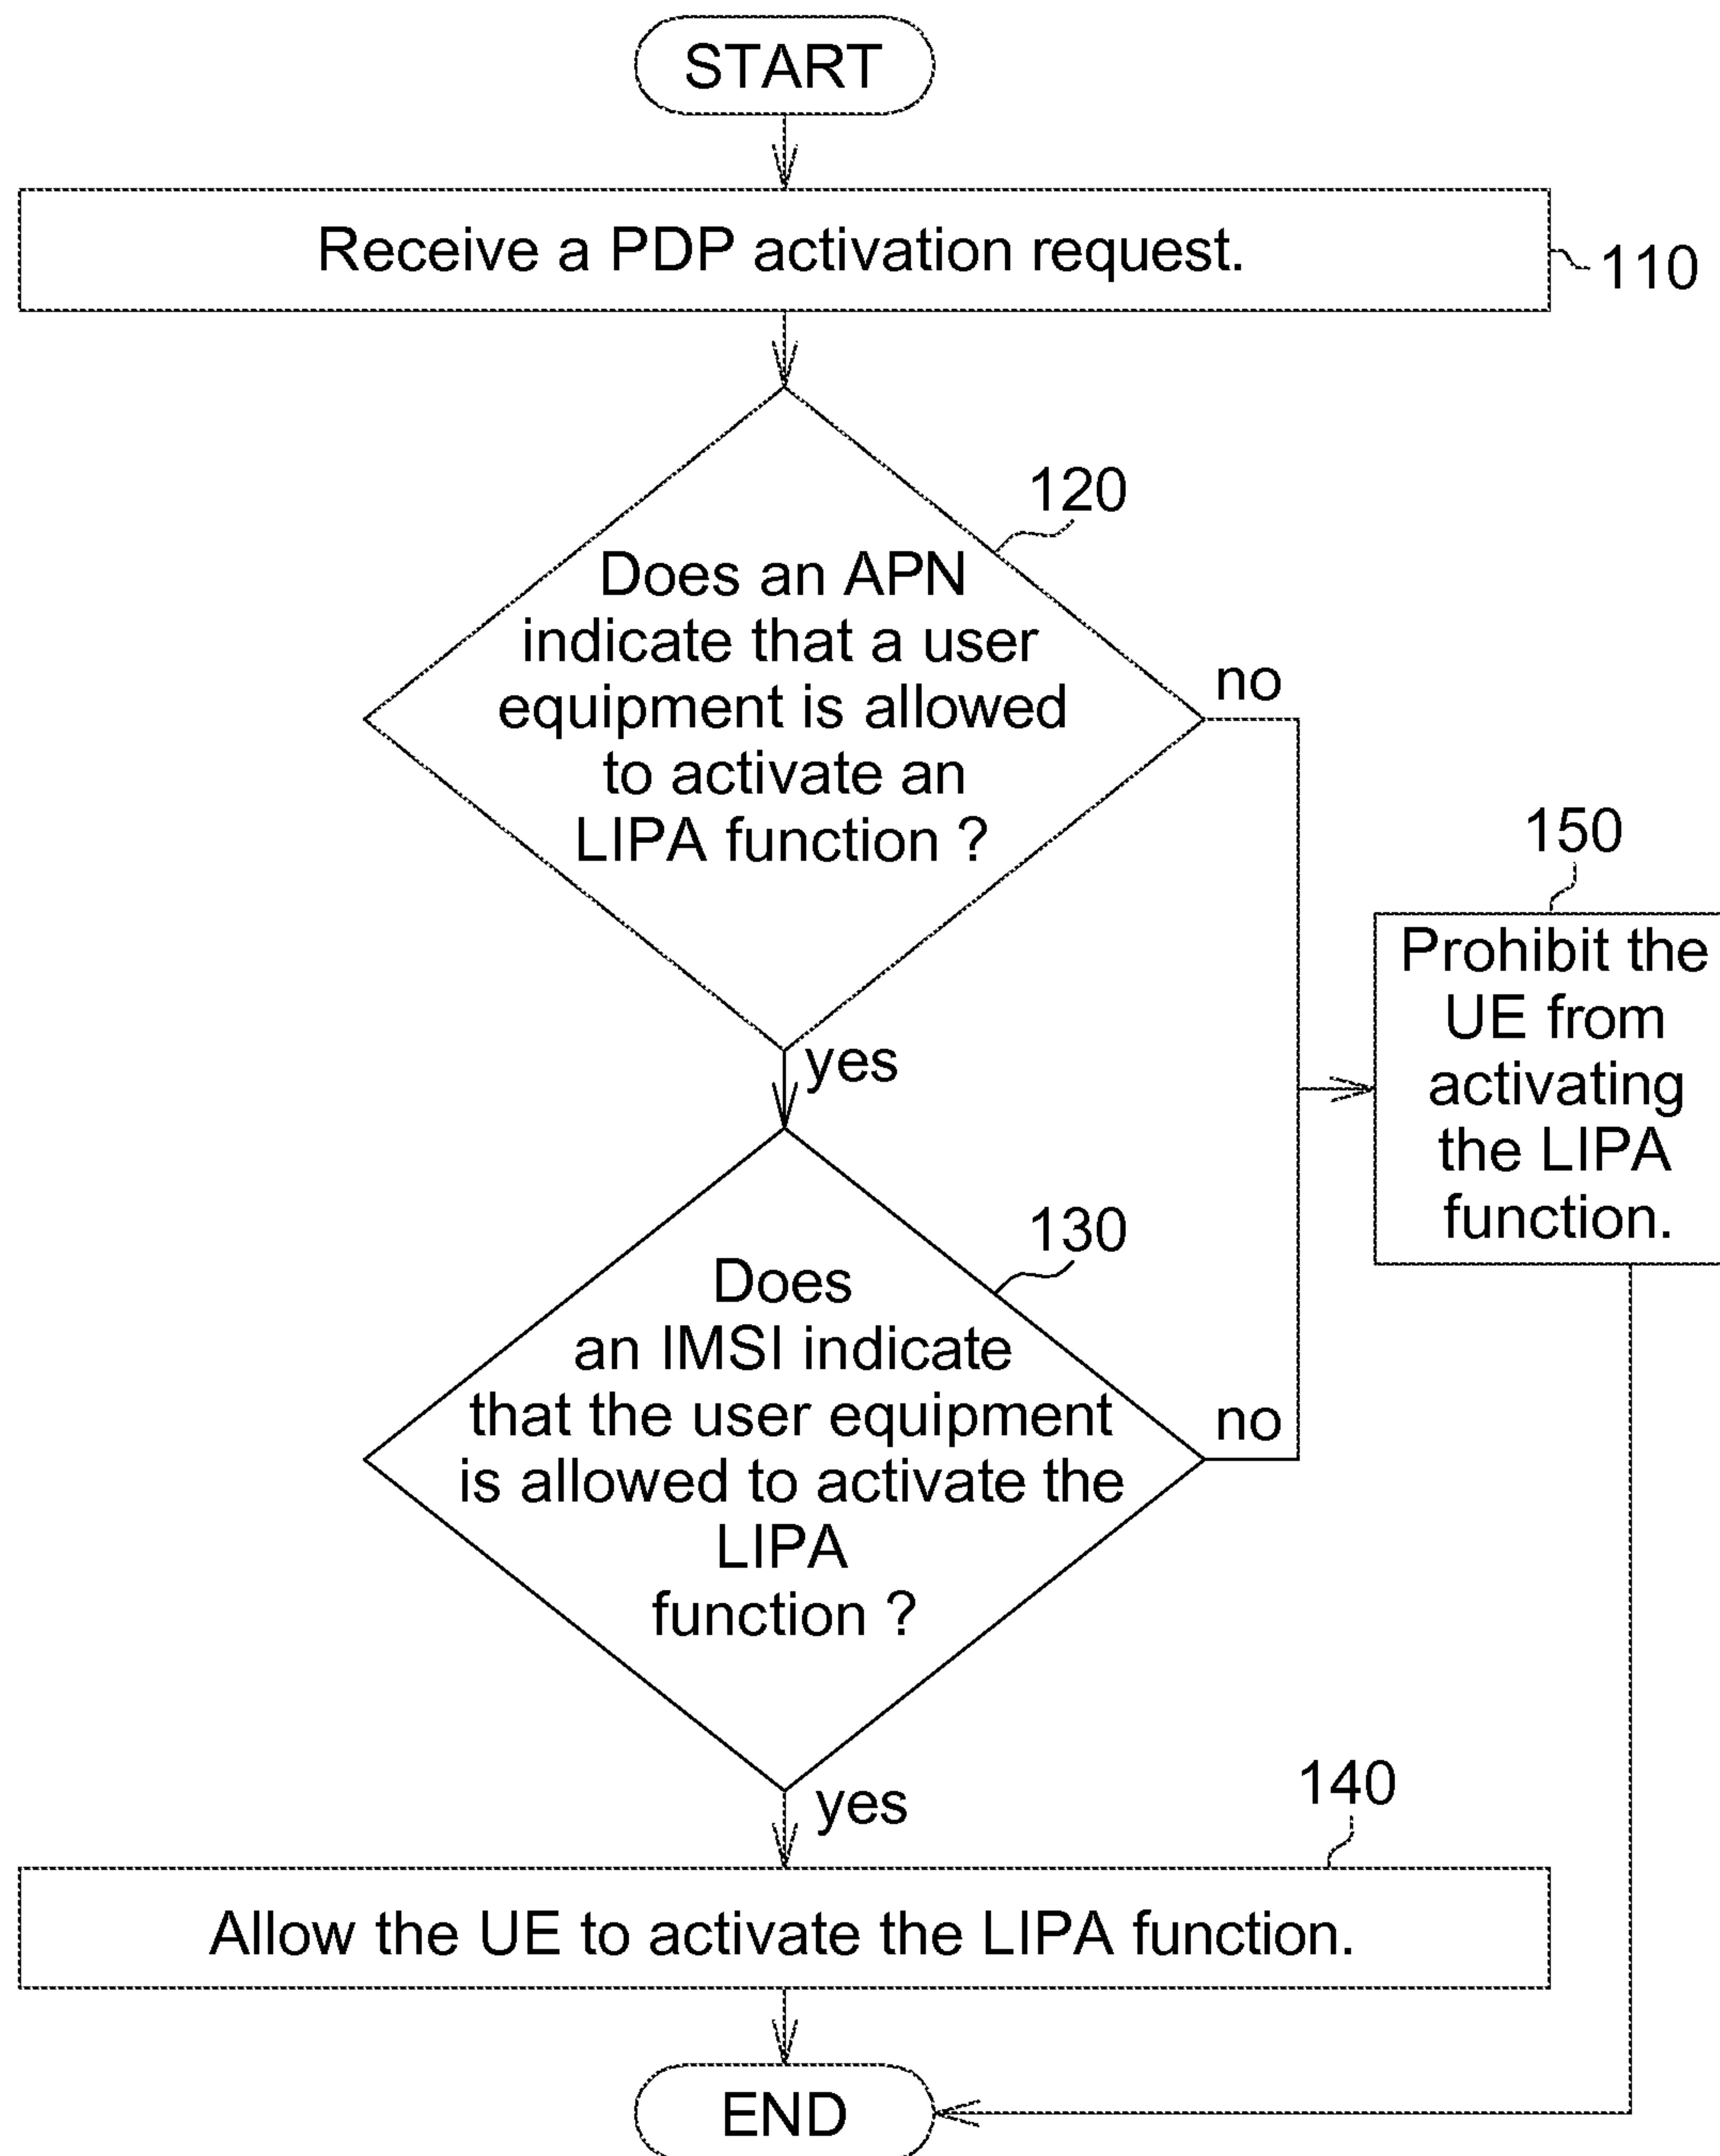 START
Receive a PDP activation request.
110
120
Does an APN
indicate that a user
equipment is allowed
to activate an
LIPA function ?
no
yes
150
Prohibit the
UE from
activating
the LIPA
function.
130
Does
an IMSI indicate
that the user equipment
is allowed to activate the
LIPA
function ?
no
yes
140
Allow the UE to activate the LIPA function.
END